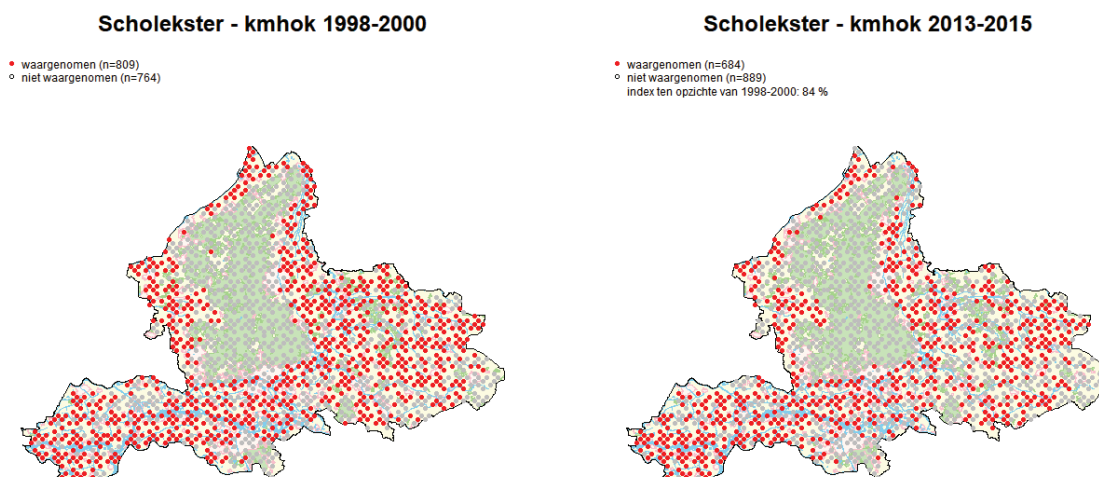 Scholekster - kmhok 1998-2000
waargenomen (n=809)
niet waargenomen (n=764)
Scholekster - kmhok 2013-2015
waargenomen (n=684)
niet waargenomen (n=889)
index ten opzichte van 1998-2000: 84 %